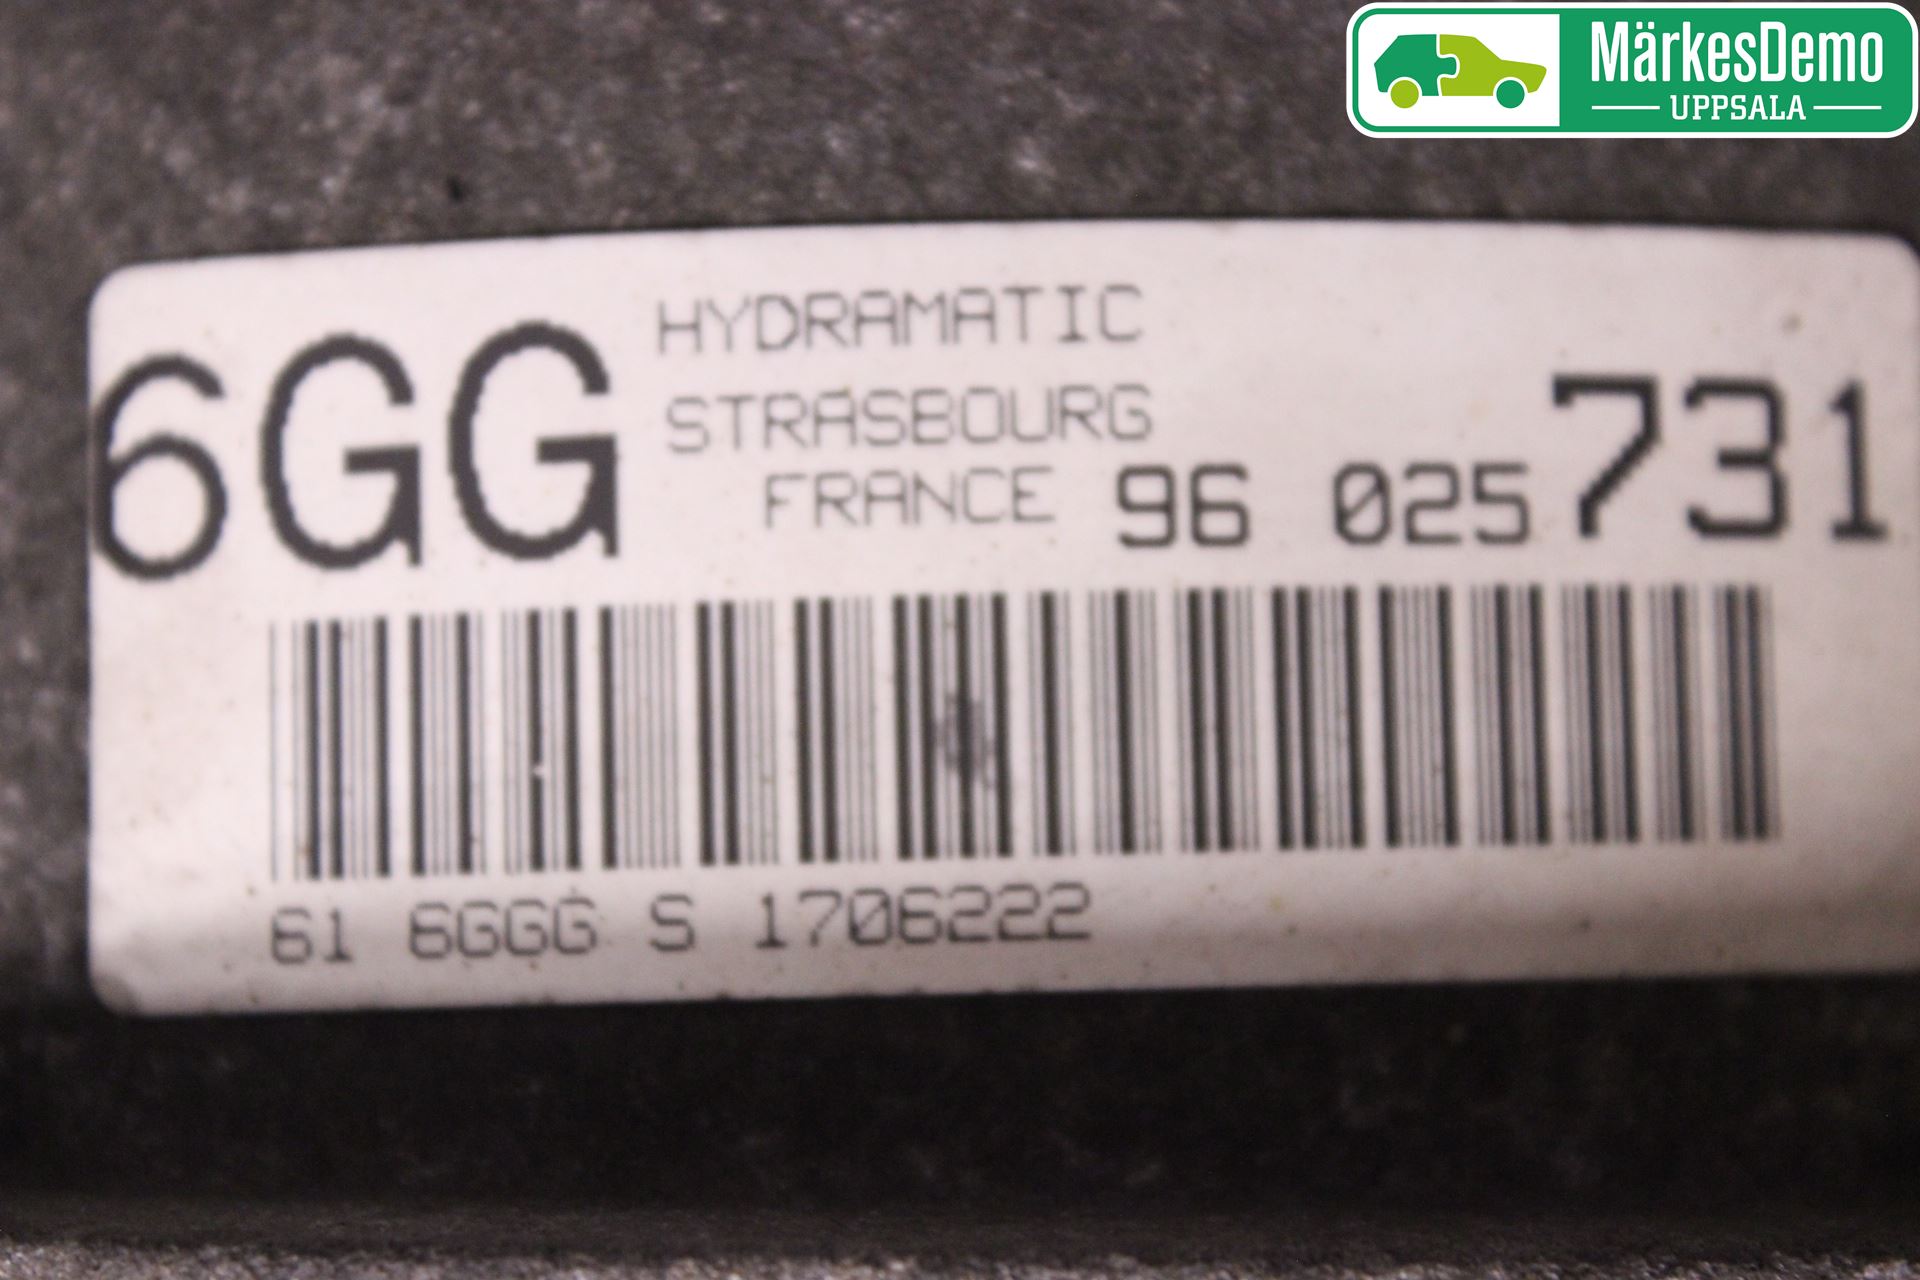 MärkesDemo
UPPSALA
6GG
HYDRAMATIC
STRASBOURG
FRANCE 96 025 731
61 6GGG S 1706222